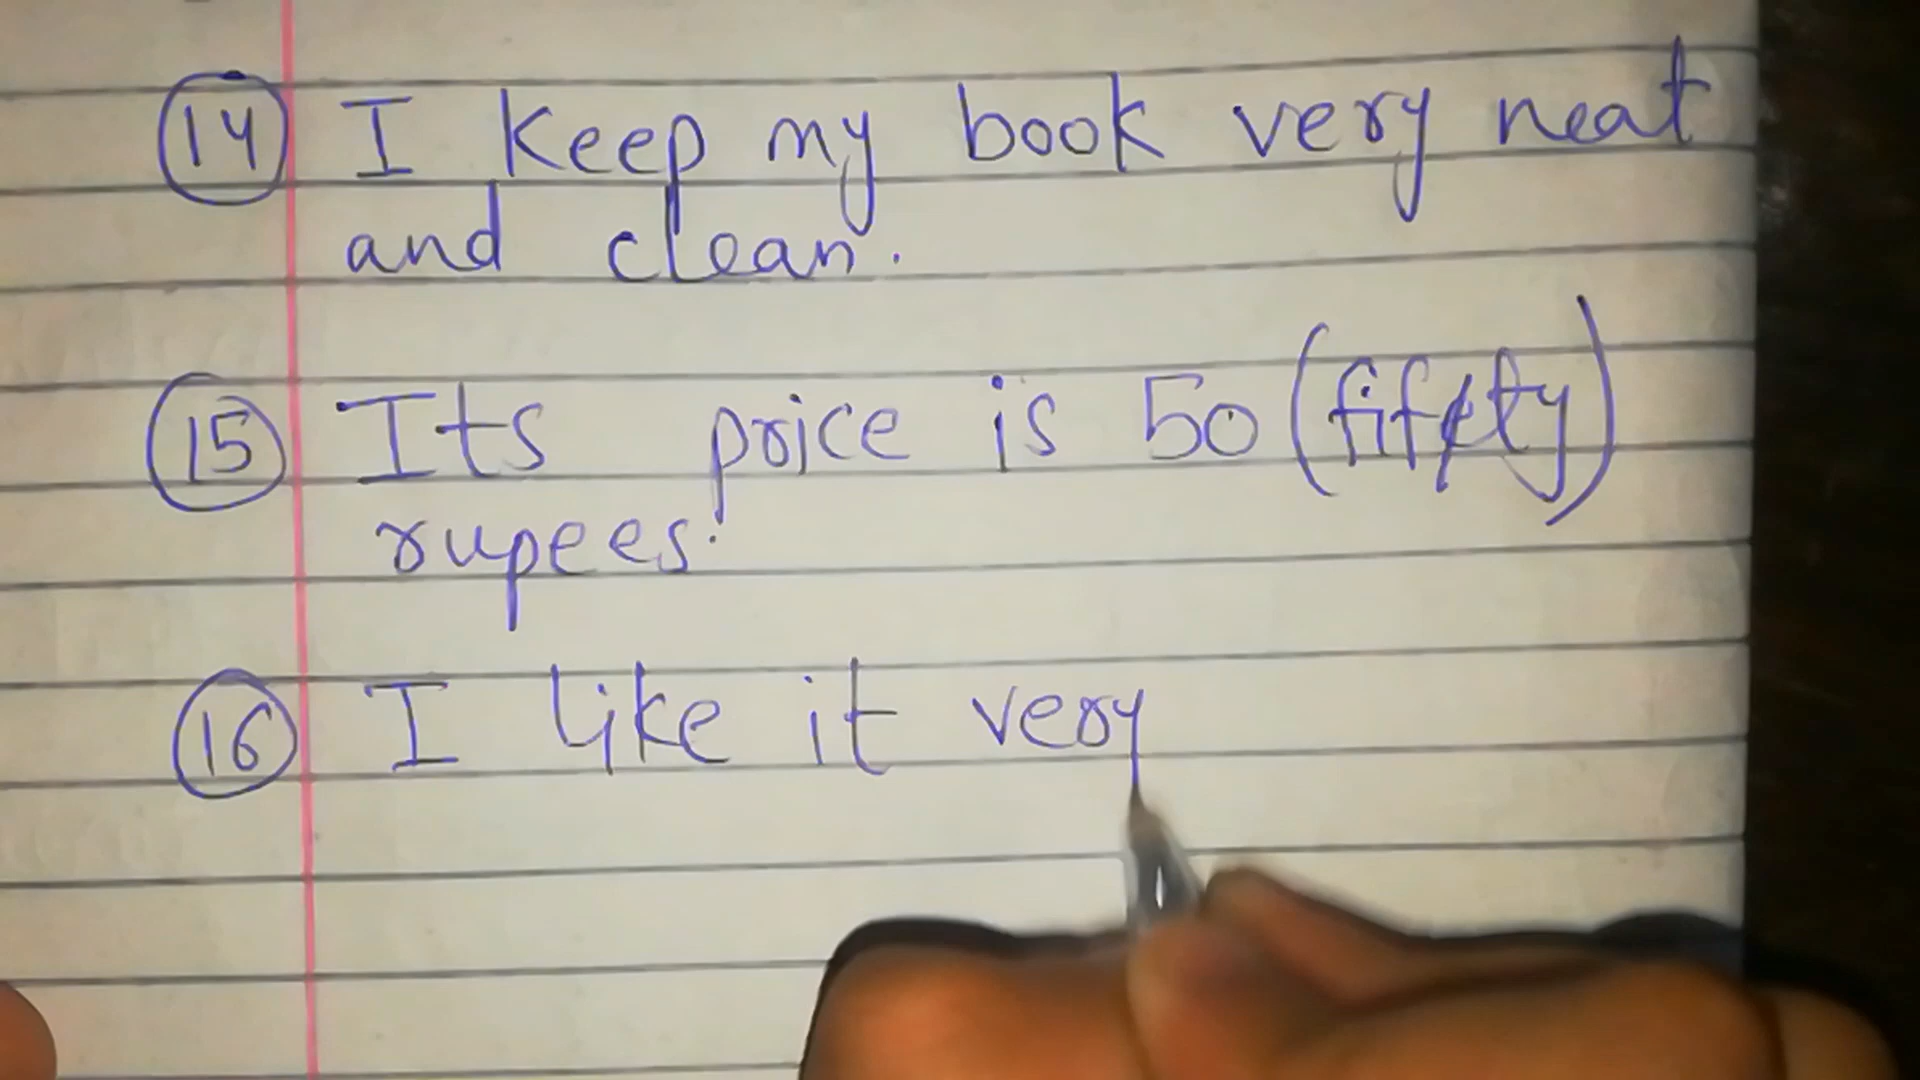 14 I keep my book very neat
and clean.
15 Its price is 50 (fifty)
rupees.
16 I like it very